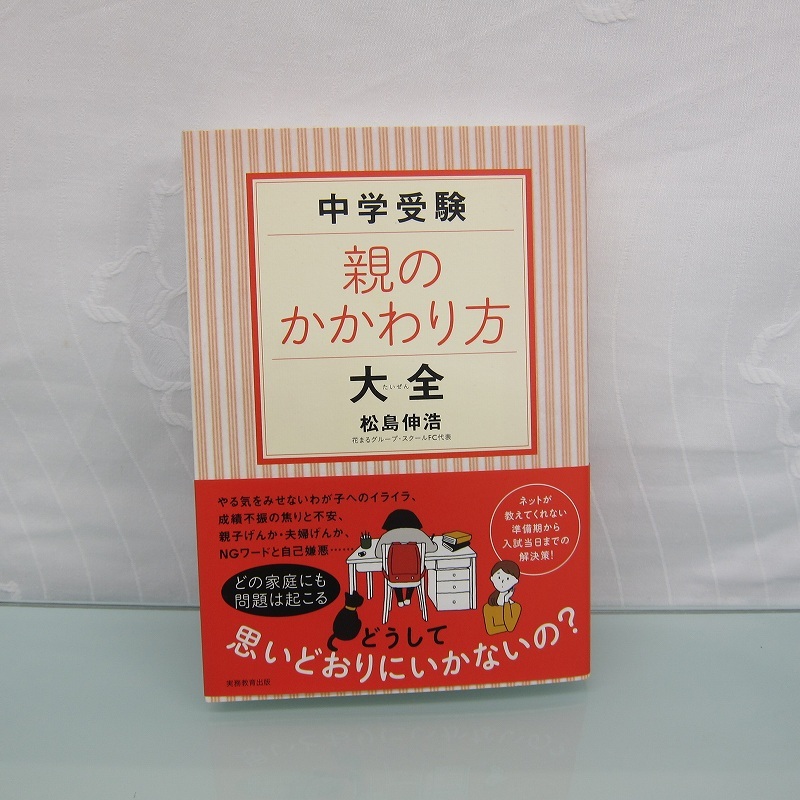 中学受験
親の
かかわり方
大全
たいぜん
松島伸浩
花まるグループ・スクールFC代表
やる気をみせないわが子へのイライラ、
成績不振の焦りと不安、
親子げんか・夫婦げんか、
NGワードと自己嫌悪……
どの家庭にも
問題は起こる
ネットが
教えてくれない
準備期から
入試当日までの
解決策!
どうして
思いどおりにいかないの?
実務教育出版